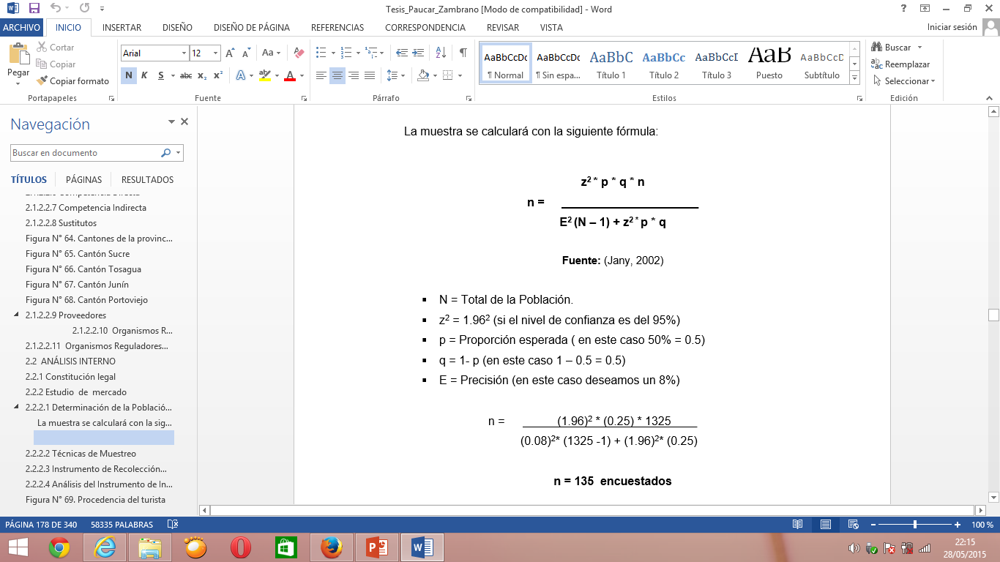 Tesis_Paucar_Zambrano [Modo de compatibilidad] - Word
ARCHIVO INICIO INSERTAR DISEÑO DISEÑO DE PÁGINA REFERENCIAS CORRESPONDENCIA REVISAR VISTA Iniciar sesión
Pegar
Cortar
Copiar
Copiar formato
Portapapeles
Arial 12
N K S abc x₂ x²
Fuente
Párrafo
AaBbCcDc AaBbCcDc AaBbC AaBbCc AaBbCcI AaB AaBbCcD
¶ Normal ¶ Sin espa... Título 1 Título 2 Título 3 Puesto Subtítulo
Estilos
Buscar
Reemplazar
Seleccionar
Edición
Navegación
Buscar en documento
TÍTULOS PÁGINAS RESULTADOS
2.1.2.2.7 Competencia Indirecta
2.1.2.2.8 Sustitutos
Figura N° 64. Cantones de la provinc...
Figura N° 65. Cantón Sucre
Figura N° 66. Cantón Tosagua
Figura N° 67. Cantón Junín
Figura N° 68. Cantón Portoviejo
2.1.2.2.9 Proveedores
2.1.2.2.10 Organismos R...
2.1.2.2.11 Organismos Reguladores...
2.2 ANÁLISIS INTERNO
2.2.1 Constitución legal
2.2.2 Estudio de mercado
2.2.2.1 Determinación de la Població...
La muestra se calculará con la sig...
2.2.2.2 Técnicas de Muestreo
2.2.2.3 Instrumento de Recolección...
2.2.2.4 Análisis del Instrumento de In...
Figura N° 69. Procedencia del turista
La muestra se calculará con la siguiente fórmula:
z² * p * q * n
n =
E² (N – 1) + z² * p * q
Fuente: (Jany, 2002)
▪ N = Total de la Población.
▪ z² = 1.96² (si el nivel de confianza es del 95%)
▪ p = Proporción esperada ( en este caso 50% = 0.5)
▪ q = 1- p (en este caso 1 – 0.5 = 0.5)
▪ E = Precisión (en este caso deseamos un 8%)
n = (1.96)² * (0.25) * 1325
(0.08)²* (1325 -1) + (1.96)²* (0.25)
n = 135 encuestados
PÁGINA 178 DE 340 58335 PALABRAS 100 %
22:15
28/05/2015